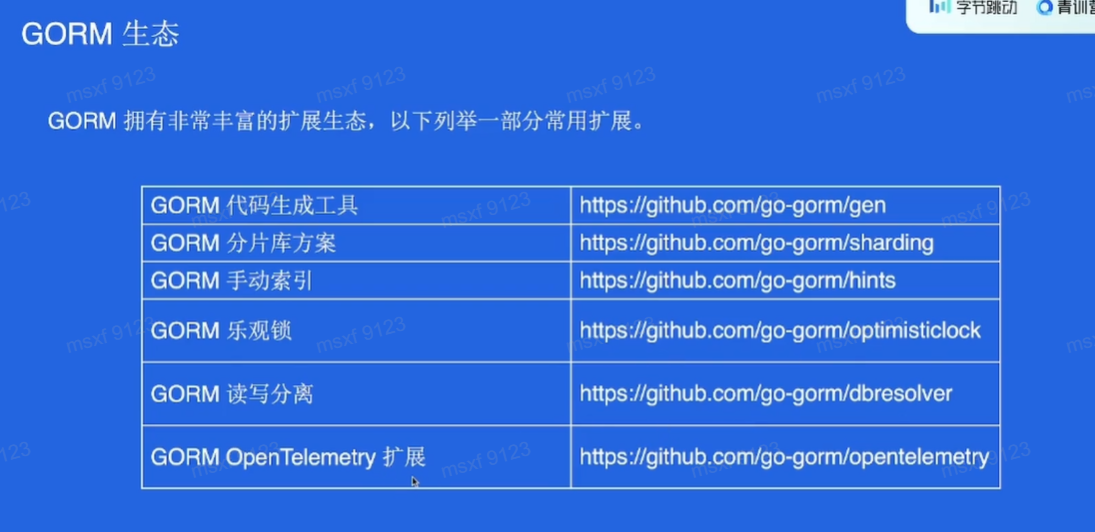 字节跳动 青训营
GORM 生态
GORM 拥有非常丰富的扩展生态，以下列举一部分常用扩展。
GORM 代码生成工具 https://github.com/go-gorm/gen
GORM 分片库方案 https://github.com/go-gorm/sharding
GORM 手动索引 https://github.com/go-gorm/hints
GORM 乐观锁 https://github.com/go-gorm/optimisticlock
GORM 读写分离 https://github.com/go-gorm/dbresolver
GORM OpenTelemetry 扩展 https://github.com/go-gorm/opentelemetry
msxf 9123